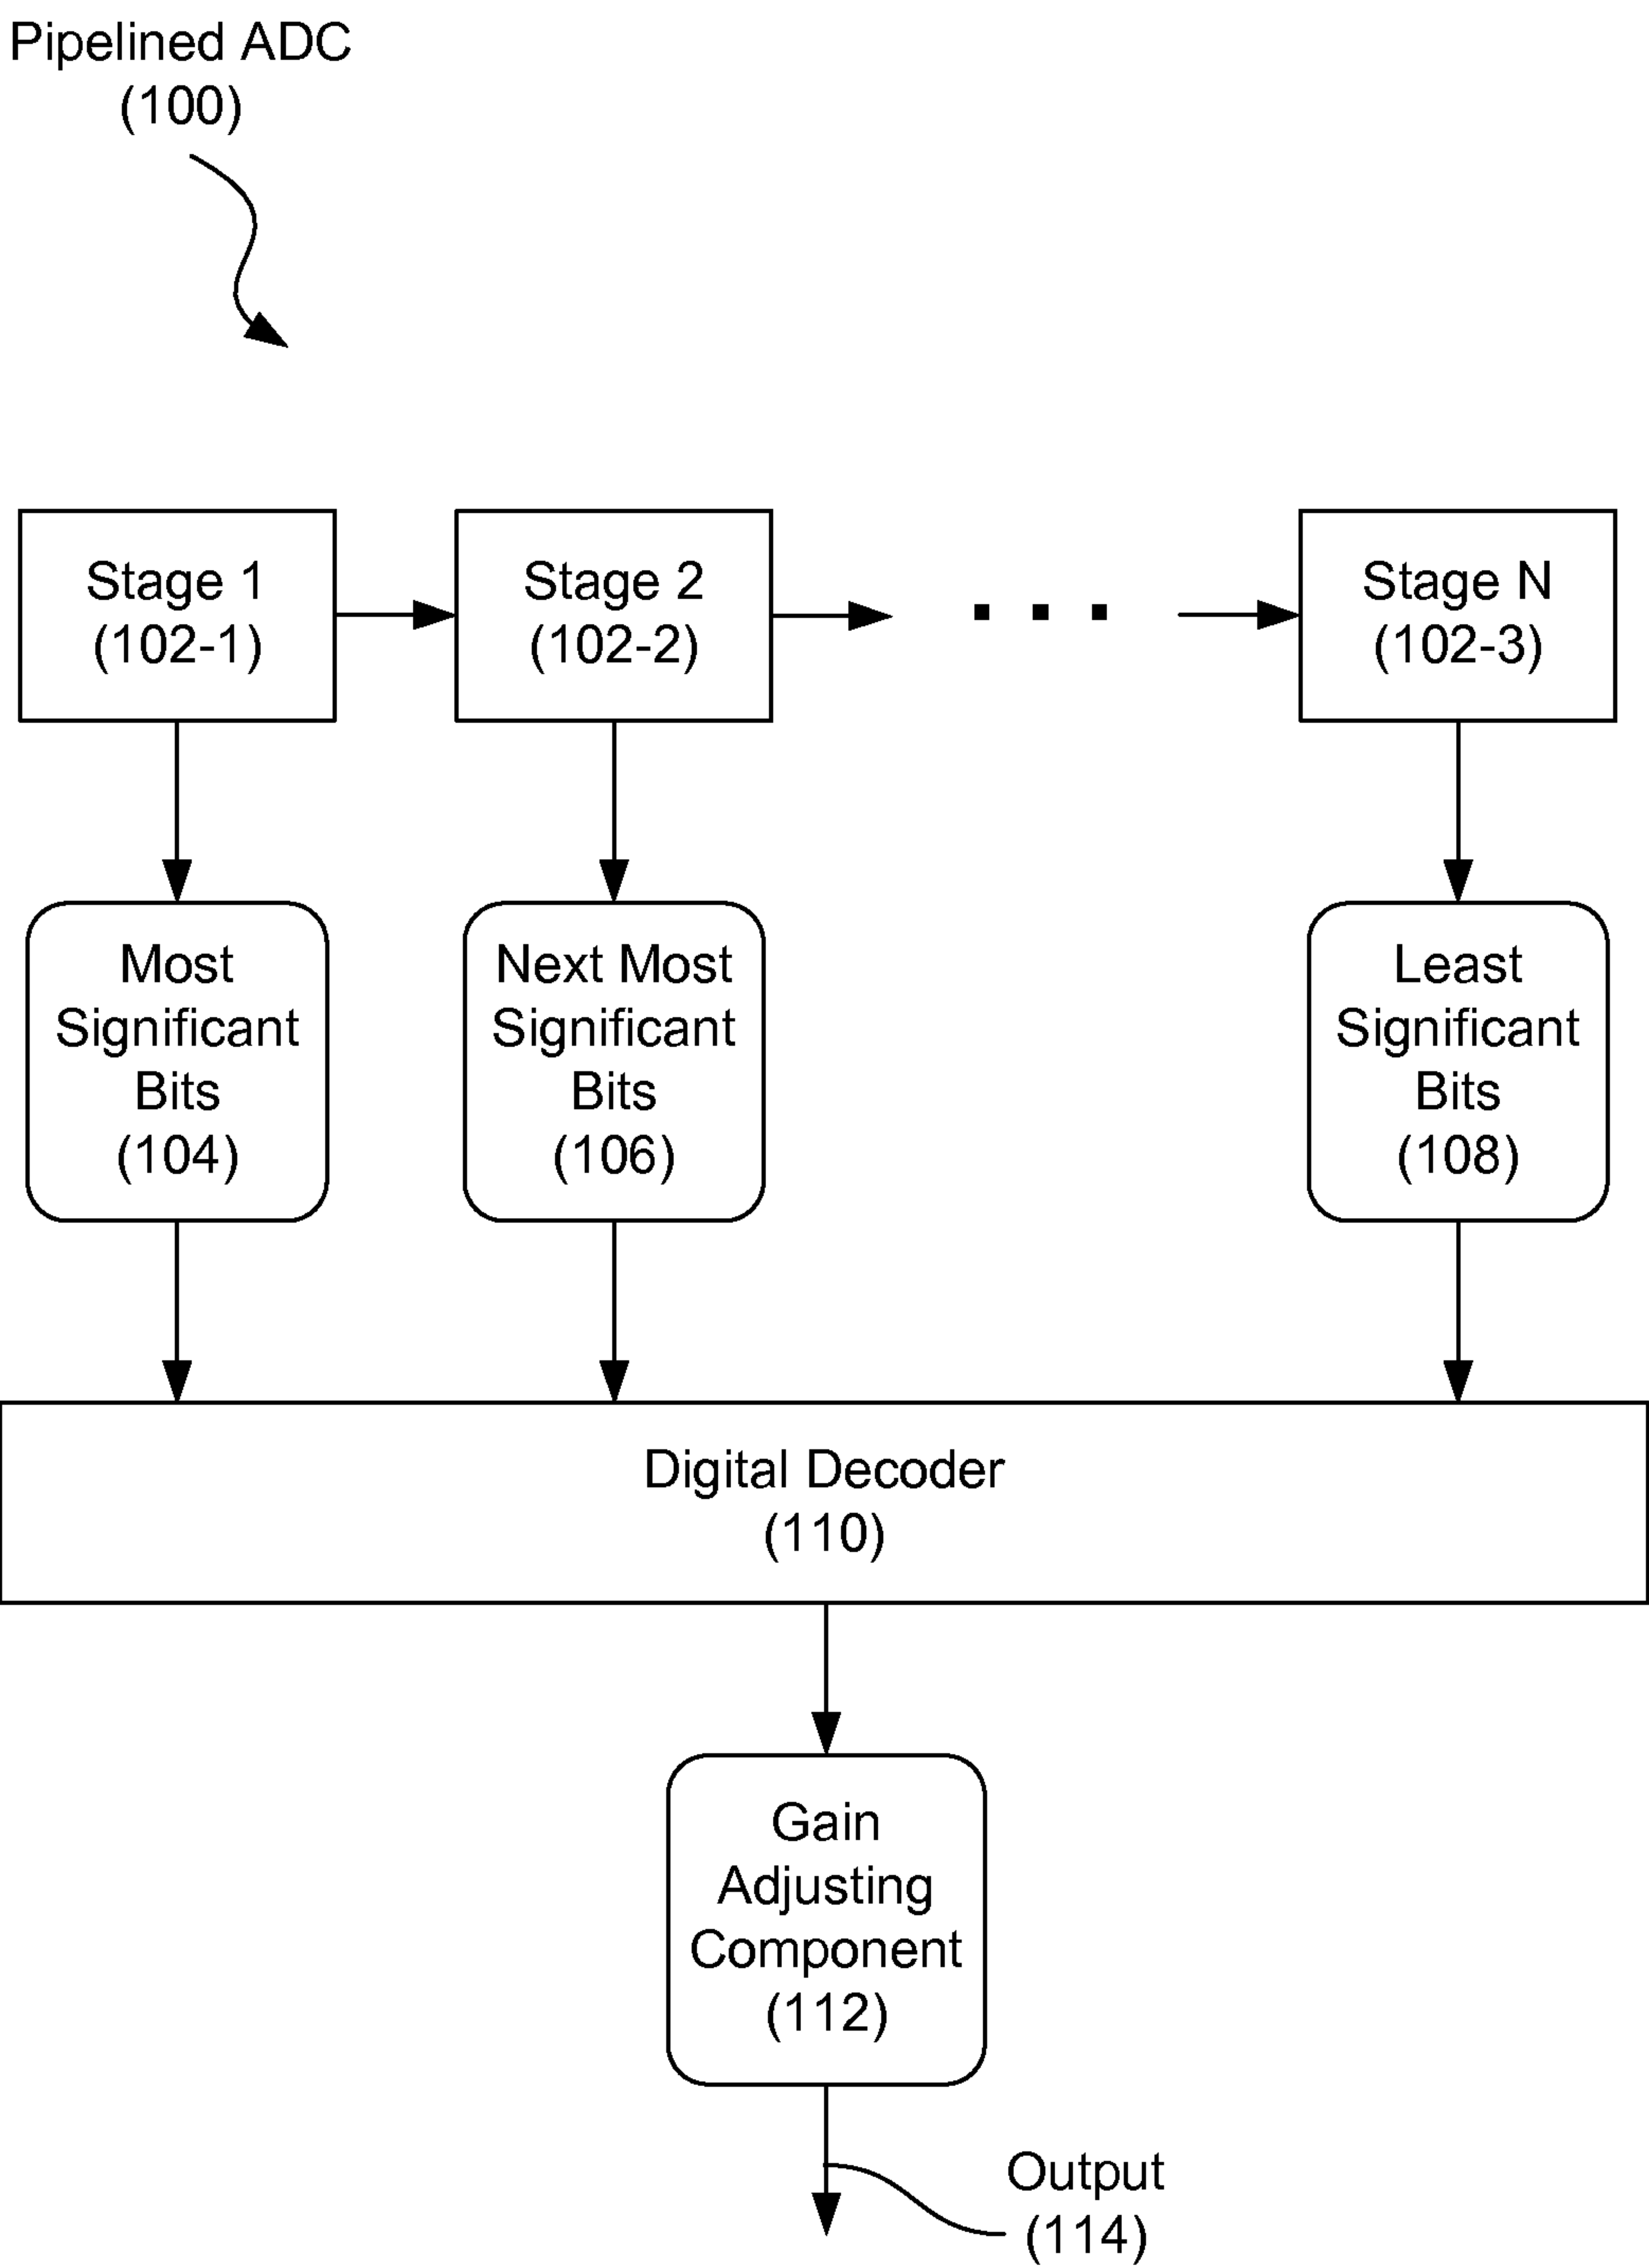 Pipelined ADC
(100)
Stage 1
(102-1)
Stage 2
(102-2)
Stage N
(102-3)
Most
Significant
Bits
(104)
Next Most
Significant
Bits
(106)
Least
Significant
Bits
(108)
Digital Decoder
(110)
Gain
Adjusting
Component
(112)
Output
(114)